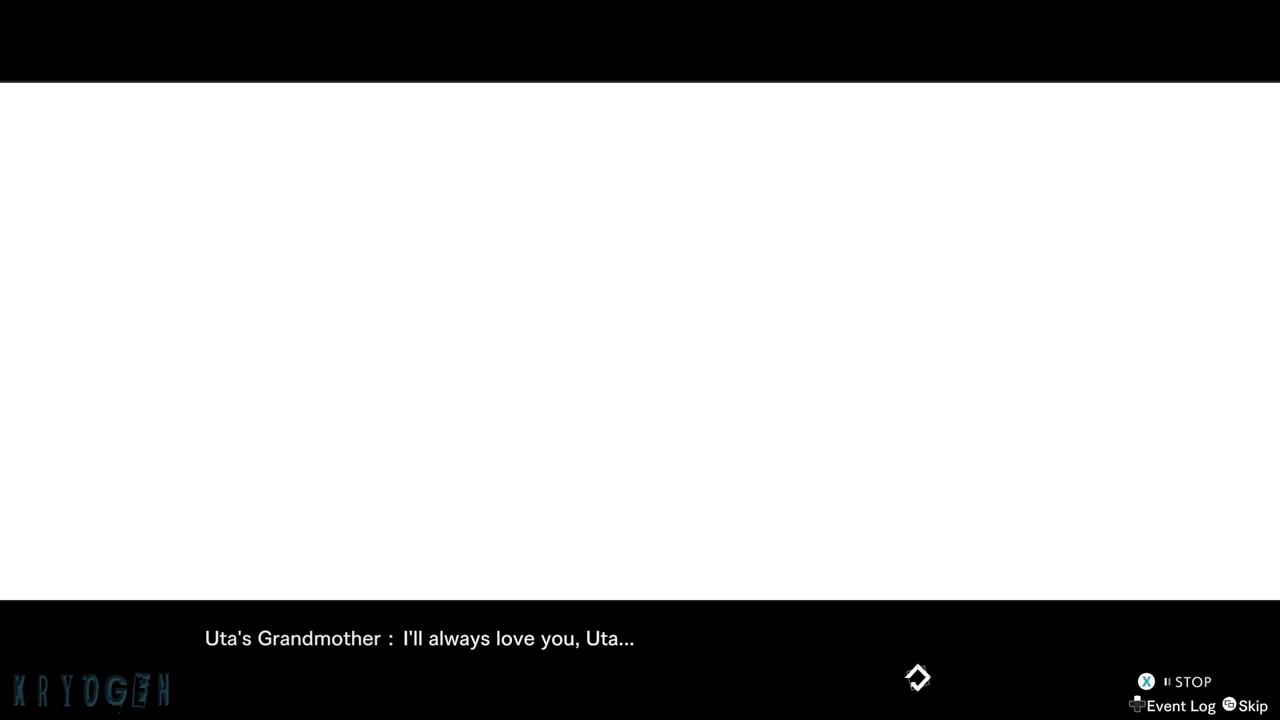 Uta's Grandmother : I'll always love you, Uta...
KRYOGEN
X STOP
Event Log Skip